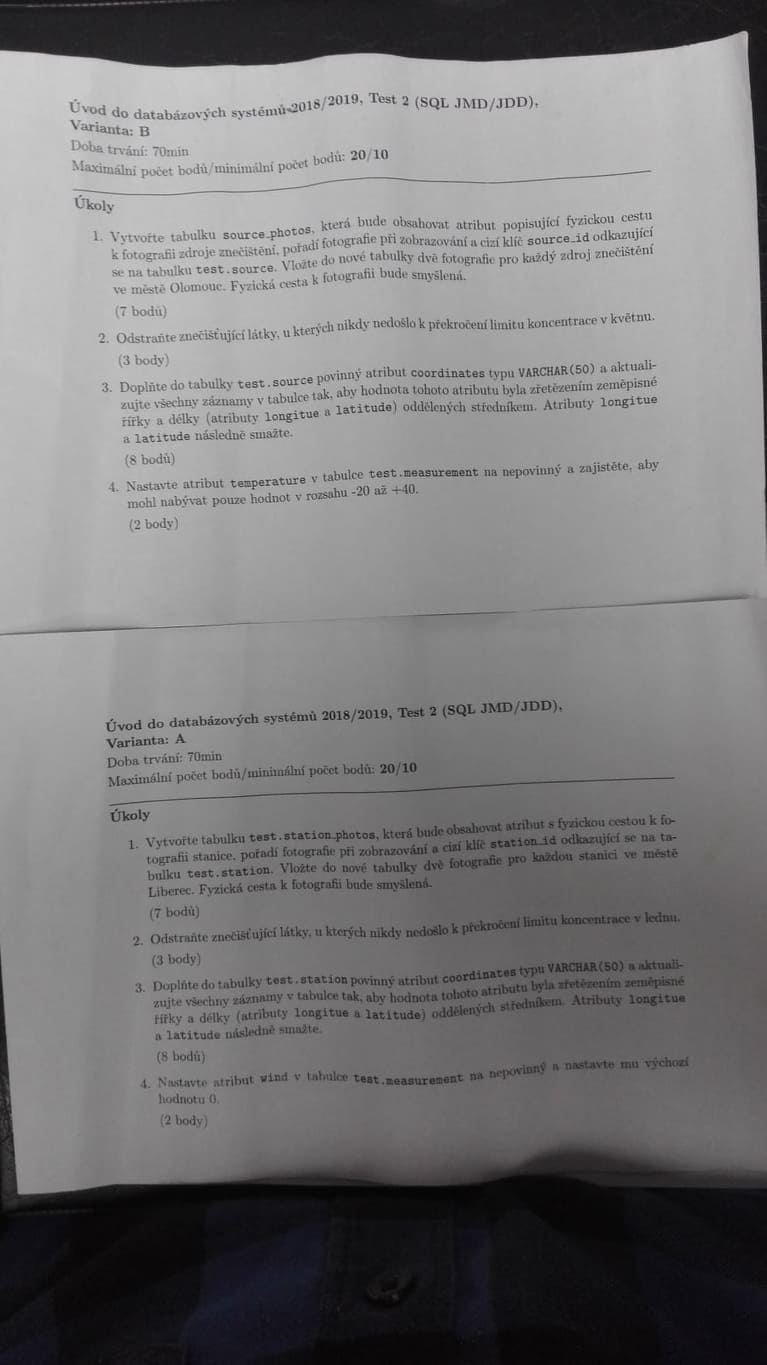 Úvod do databázových systémů 2018/2019, Test 2 (SQL JMD/JDD),
Varianta: B
Doba trvání: 70min
Maximální počet bodů/minimální počet bodů: 20/10
Úkoly
1. Vytvořte tabulku source_photos, která bude obsahovat atribut popisující fyzickou cestu
k fotografii zdroje znečištění, pořadí fotografie při zobrazování a cizí klíč source_id odkazující
se na tabulku test.source. Vložte do nové tabulky dvě fotografie pro každý zdroj znečištění
ve městě Olomouc. Fyzická cesta k fotografii bude smyšlená.
(7 bodů)
2. Odstraňte znečišťující látky, u kterých nikdy nedošlo k překročení limitu koncentrace v květnu.
(3 body)
3. Doplňte do tabulky test.source povinný atribut coordinates typu VARCHAR(50) a aktuali-
zujte všechny záznamy v tabulce tak, aby hodnota tohoto atributu byla zřetězením zeměpisné
řířky a délky (atributy longitue a latitude) oddělených středníkem. Atributy longitue
a latitude následně smažte.
(8 bodů)
4. Nastavte atribut temperature v tabulce test.measurement na nepovinný a zajistěte, aby
mohl nabývat pouze hodnot v rozsahu -20 až +40.
(2 body)
Úvod do databázových systémů 2018/2019, Test 2 (SQL JMD/JDD),
Varianta: A
Doba trvání: 70min
Maximální počet bodů/minimální počet bodů: 20/10
Úkoly
1. Vytvořte tabulku test.station_photos, která bude obsahovat atribut s fyzickou cestou k fo-
tografii stanice, pořadí fotografie při zobrazování a cizí klíč station_id odkazující se na ta-
bulku test.station. Vložte do nové tabulky dvě fotografie pro každou stanici ve městě
Liberec. Fyzická cesta k fotografii bude smyšlená.
(7 bodů)
2. Odstraňte znečišťující látky, u kterých nikdy nedošlo k překročení limitu koncentrace v lednu.
(3 body)
3. Doplňte do tabulky test.station povinný atribut coordinates typu VARCHAR(50) a aktuali-
zujte všechny záznamy v tabulce tak, aby hodnota tohoto atributu byla zřetězením zeměpisné
řířky a délky (atributy longitue a latitude) oddělených středníkem. Atributy longitue
a latitude následně smažte.
(8 bodů)
4. Nastavte atribut wind v tabulce test.measurement na nepovinný a nastavte mu výchozí
hodnotu 0.
(2 body)